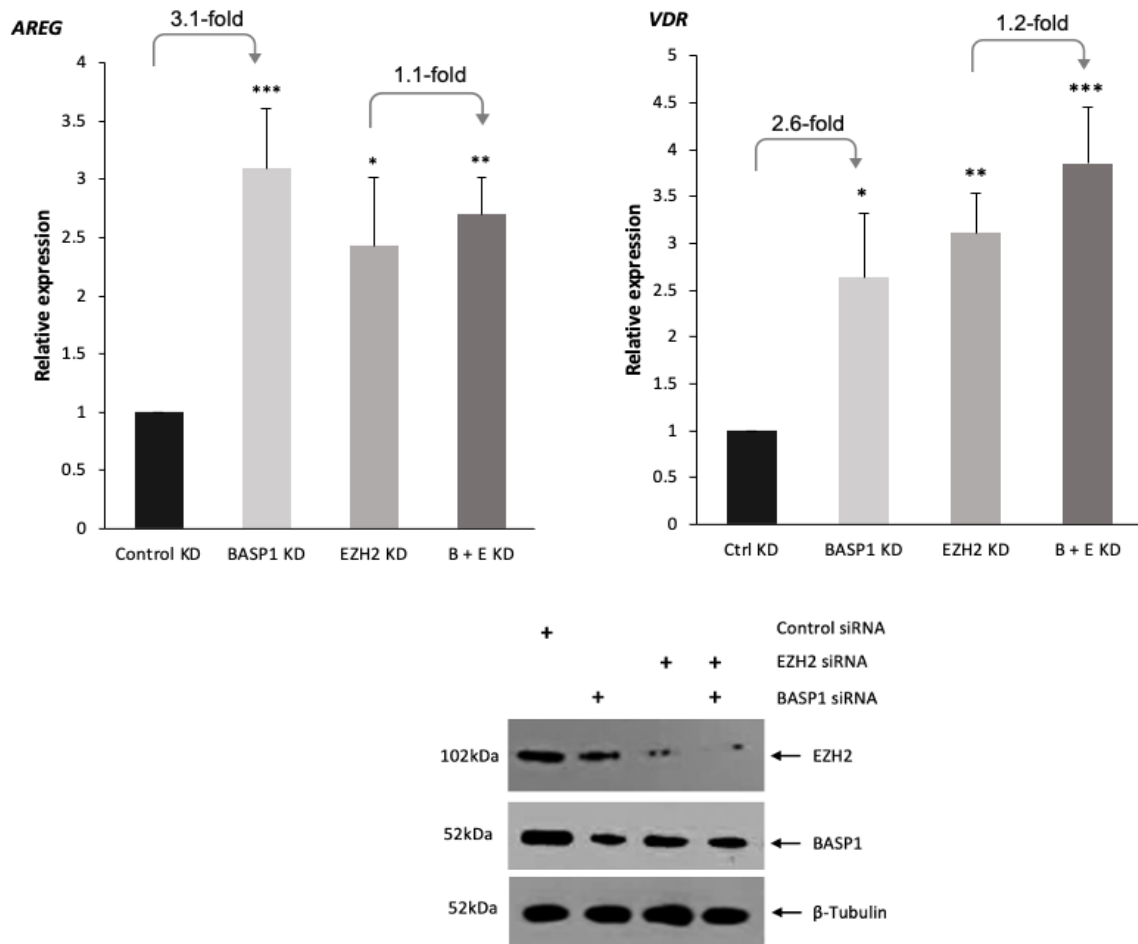 AREG
3.1-fold
1.1-fold
***
*
**
Relative expression
4
3.5
3
2.5
2
1.5
1
0.5
0
Control KD BASP1 KD EZH2 KD B + E KD
VDR
1.2-fold
2.6-fold
*
**
***
Relative expression
5
4.5
4
3.5
3
2.5
2
1.5
1
0.5
0
Ctrl KD BASP1 KD EZH2 KD B + E KD
+ Control siRNA
+ + EZH2 siRNA
+ + BASP1 siRNA
102kDa EZH2
52kDa BASP1
52kDa β-Tubulin